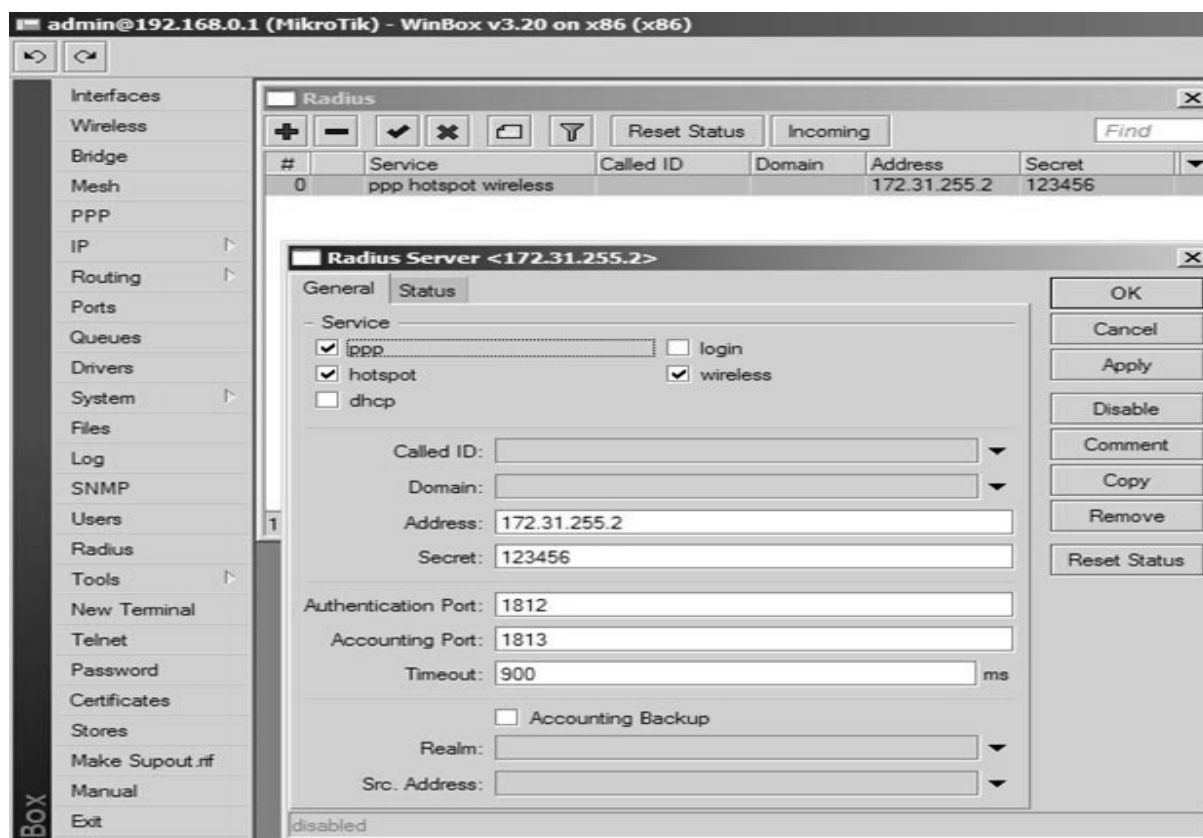 admin@192.168.0.1 (MikroTik) - WinBox v3.20 on x86 (x86)
Interfaces
Wireless
Bridge
Mesh
PPP
IP
Routing
Ports
Queues
Drivers
System
Files
Log
SNMP
Users
Radius
Tools
New Terminal
Telnet
Password
Certificates
Stores
Make Supout.rif
Manual
Exit
Box
Radius
Reset Status Incoming Find
# Service Called ID Domain Address Secret
0 ppp hotspot wireless 172.31.255.2 123456
1
Radius Server <172.31.255.2>
General Status
Service
ppp login
hotspot wireless
dhcp
Called ID:
Domain:
Address: 172.31.255.2
Secret: 123456
Authentication Port: 1812
Accounting Port: 1813
Timeout: 900 ms
Accounting Backup
Realm:
Src. Address:
disabled
OK
Cancel
Apply
Disable
Comment
Copy
Remove
Reset Status